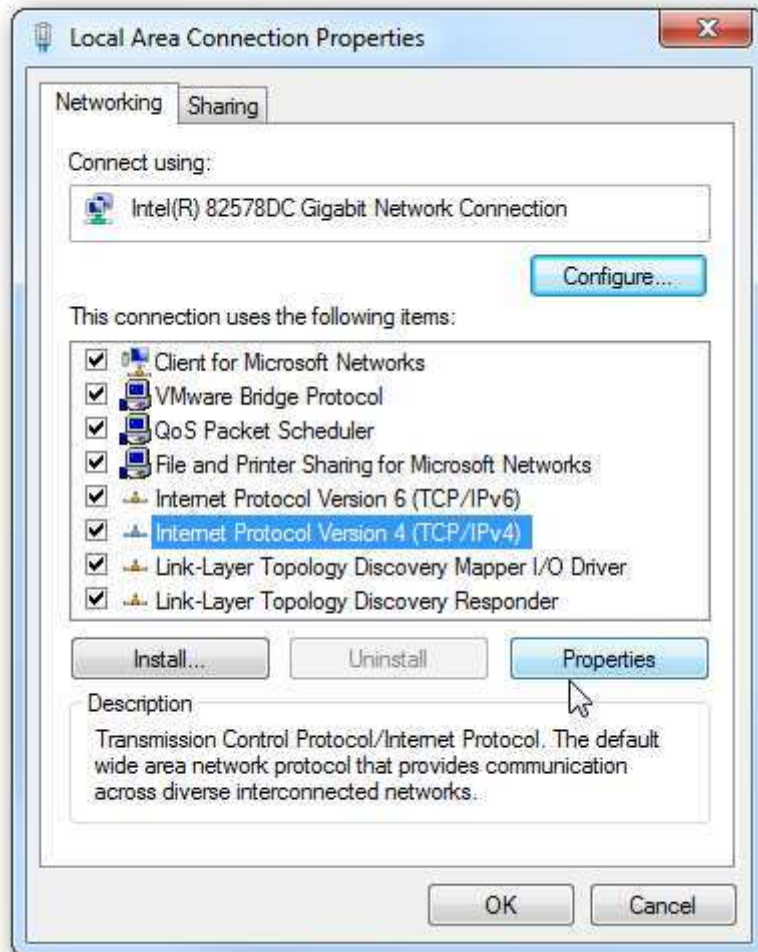 Local Area Connection Properties
Networking
Sharing
Connect using:
Intel(R) 82578DC Gigabit Network Connection
Configure...
This connection uses the following items:
Client for Microsoft Networks
VMware Bridge Protocol
QoS Packet Scheduler
File and Printer Sharing for Microsoft Networks
Internet Protocol Version 6 (TCP/IPv6)
Internet Protocol Version 4 (TCP/IPv4)
Link-Layer Topology Discovery Mapper I/O Driver
Link-Layer Topology Discovery Responder
Install...
Uninstall
Properties
Description
Transmission Control Protocol/Internet Protocol. The default
wide area network protocol that provides communication
across diverse interconnected networks.
OK
Cancel